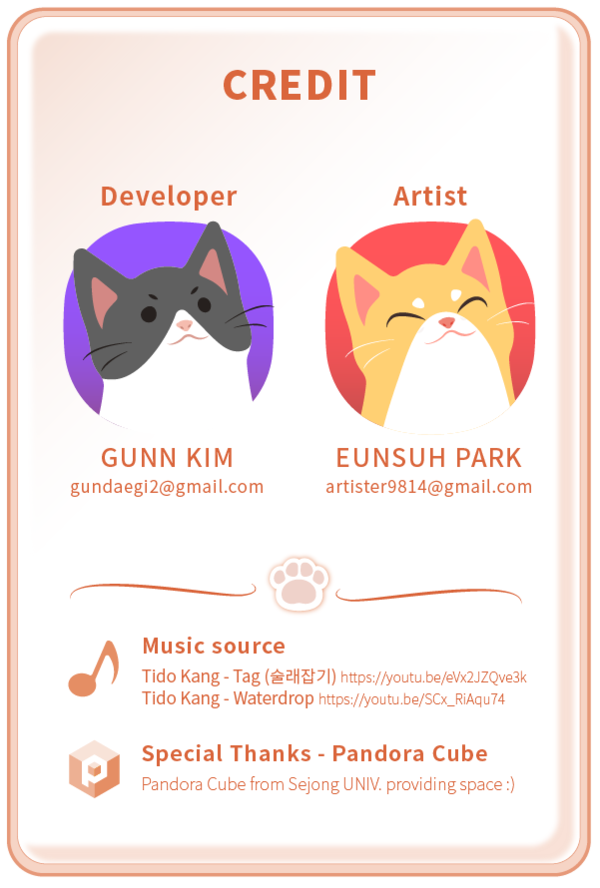 CREDIT
Developer
Artist
GUNN KIM
EUNSUH PARK
gundaegi2@gmail.com
artister9814@gmail.com
Music source
Tido Kang - Tag (술래잡기) https://youtu.be/eVx2JZQve3k
Tido Kang - Waterdrop https://youtu.be/SCx_RiAqu74
Special Thanks - Pandora Cube
Pandora Cube from Sejong UNIV. providing space :)